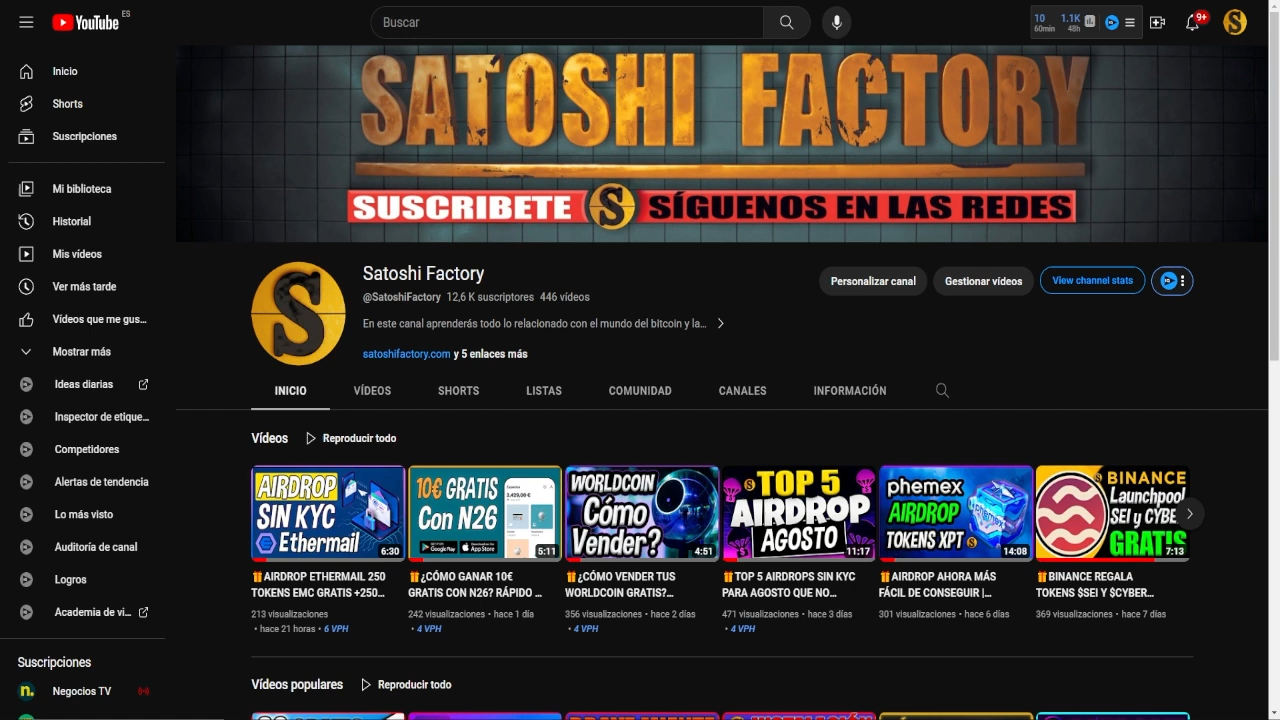 YouTube ES
Buscar
10
60min
1.1K
48h
9+
Inicio
Shorts
Suscripciones
Mi biblioteca
Historial
Mis vídeos
Ver más tarde
Vídeos que me gus...
Mostrar más
Ideas diarias
Inspector de etique...
Competidores
Alertas de tendencia
Lo más visto
Auditoría de canal
Logros
Academia de vi...
Suscripciones
Negocios TV
SATOSHI FACTORY
SUSCRIBETE S SÍGUENOS EN LAS REDES
Satoshi Factory
@SatoshiFactory 12,6 K suscriptores 446 vídeos
En este canal aprenderás todo lo relacionado con el mundo del bitcoin y la...
satoshifactory.com y 5 enlaces más
Personalizar canal
Gestionar vídeos
View channel stats
INICIO VÍDEOS SHORTS LISTAS COMUNIDAD CANALES INFORMACIÓN
Vídeos Reproducir todo
AIRDROP
SIN KYC
Ethermail
6:30
🎁AIRDROP ETHERMAIL 250
TOKENS EMC GRATIS +250...
213 visualizaciones
• hace 21 horas • 6 VPH
10€ GRATIS
Con N26
Google Play
App Store
5:11
🎁¿CÓMO GANAR 10€
GRATIS CON N26? RÁPIDO ...
242 visualizaciones • hace 1 día
• 4 VPH
WORLDCOIN
Cómo
Vender?
4:51
🎁¿CÓMO VENDER TUS
WORLDCOIN GRATIS?...
356 visualizaciones • hace 2 días
• 4 VPH
TOP 5
AIRDROP
AGOSTO
11:17
🎁TOP 5 AIRDROPS SIN KYC
PARA AGOSTO QUE NO...
471 visualizaciones • hace 3 días
• 4 VPH
phemex
AIRDROP
TOKENS XPT
14:08
🎁AIRDROP AHORA MÁS
FÁCIL DE CONSEGUIR |...
301 visualizaciones • hace 6 días
BINANCE
Launchpool
SEI y CYBE
GRATIS
7:13
🎁BINANCE REGALA
TOKENS $SEI Y $CYBER...
369 visualizaciones • hace 7 días
Vídeos populares Reproducir todo